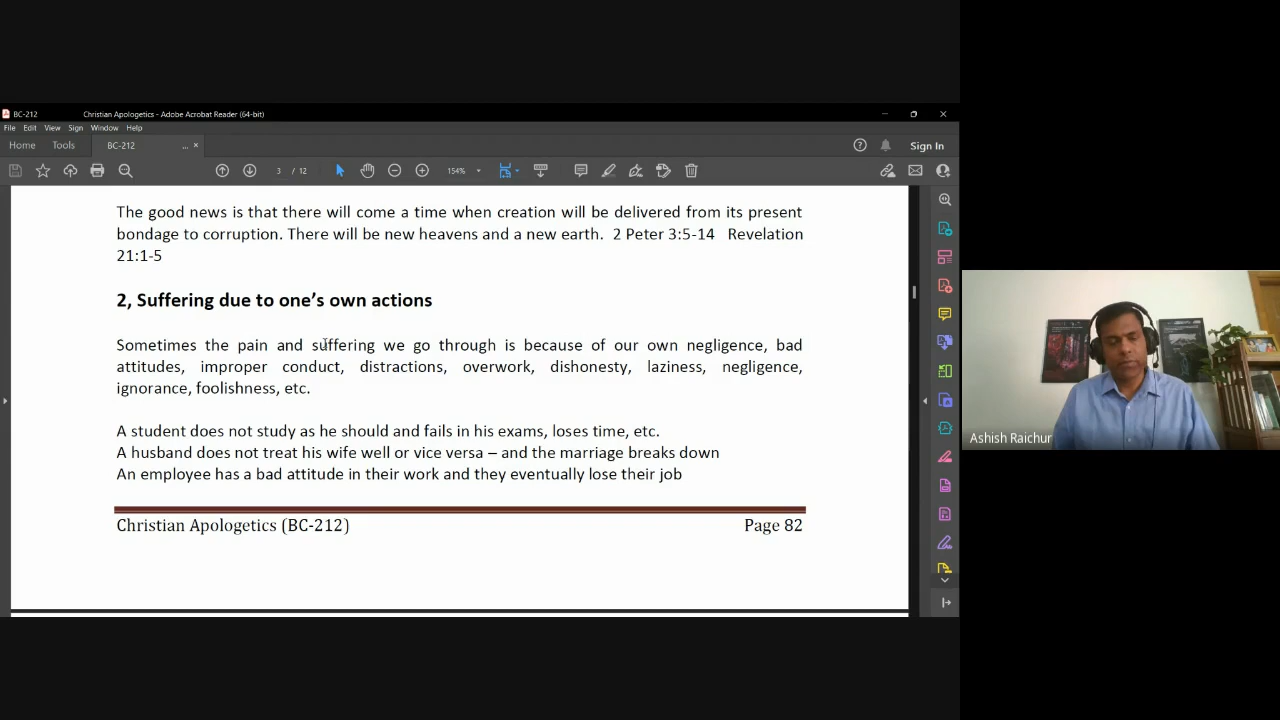 BC-212 Christian Apologetics - Adobe Acrobat Reader (64-bit)
File Edit View Sign Window Help
Home Tools BC-212 ... × Sign In
3 / 12 154%
The good news is that there will come a time when creation will be delivered from its present
bondage to corruption. There will be new heavens and a new earth. 2 Peter 3:5-14 Revelation
21:1-5
2, Suffering due to one’s own actions
Sometimes the pain and suffering we go through is because of our own negligence, bad
attitudes, improper conduct, distractions, overwork, dishonesty, laziness, negligence,
ignorance, foolishness, etc.
A student does not study as he should and fails in his exams, loses time, etc.
A husband does not treat his wife well or vice versa – and the marriage breaks down
An employee has a bad attitude in their work and they eventually lose their job
Christian Apologetics (BC-212) Page 82
Ashish Raichur